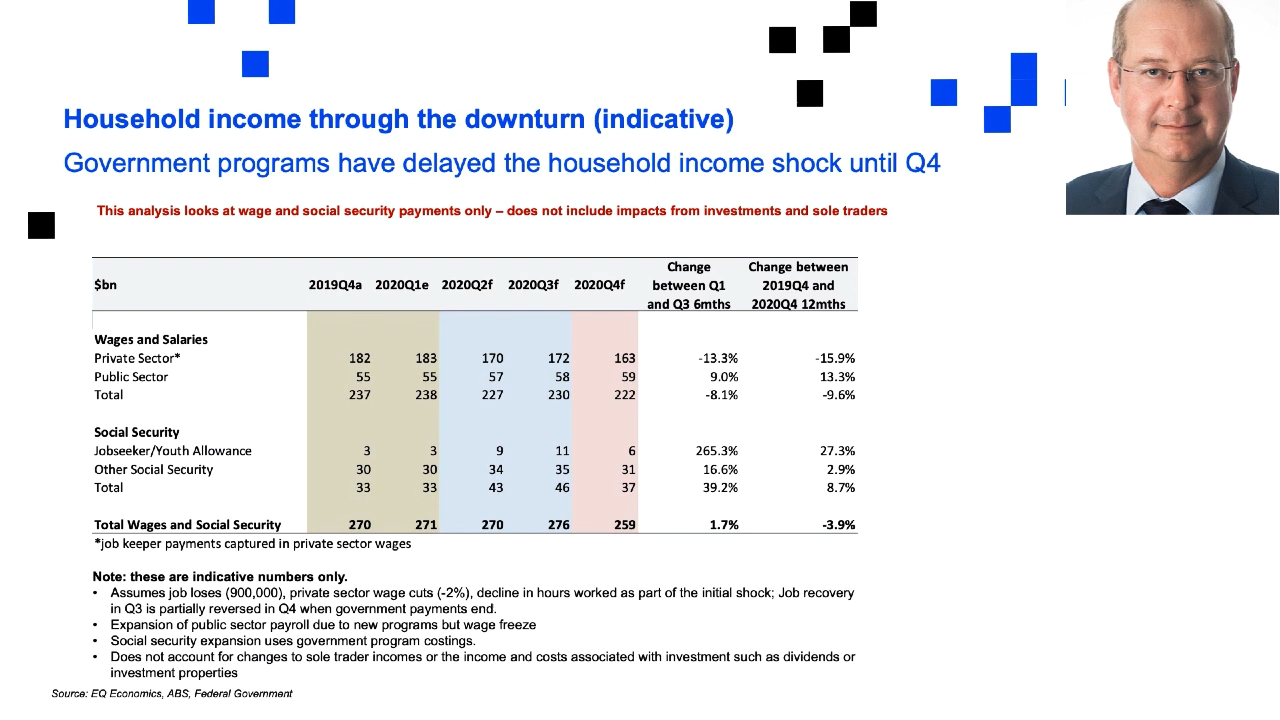 Household income through the downturn (indicative)
Government programs have delayed the household income shock until Q4
This analysis looks at wage and social security payments only – does not include impacts from investments and sole traders
$bn 2019Q4a 2020Q1e 2020Q2f 2020Q3f 2020Q4f Change between Q1 and Q3 6mths Change between 2019Q4 and 2020Q4 12mths
Wages and Salaries
Private Sector* 182 183 170 172 163 -13.3% -15.9%
Public Sector 55 55 57 58 59 9.0% 13.3%
Total 237 238 227 230 222 -8.1% -9.6%
Social Security
Jobseeker/Youth Allowance 3 3 9 11 6 265.3% 27.3%
Other Social Security 30 30 34 35 31 16.6% 2.9%
Total 33 33 43 46 37 39.2% 8.7%
Total Wages and Social Security 270 271 270 276 259 1.7% -3.9%
*job keeper payments captured in private sector wages
Note: these are indicative numbers only.
• Assumes job loses (900,000), private sector wage cuts (-2%), decline in hours worked as part of the initial shock; Job recovery
in Q3 is partially reversed in Q4 when government payments end.
• Expansion of public sector payroll due to new programs but wage freeze
• Social security expansion uses government program costings.
• Does not account for changes to sole trader incomes or the income and costs associated with investment such as dividends or
investment properties
Source: EQ Economics, ABS, Federal Government